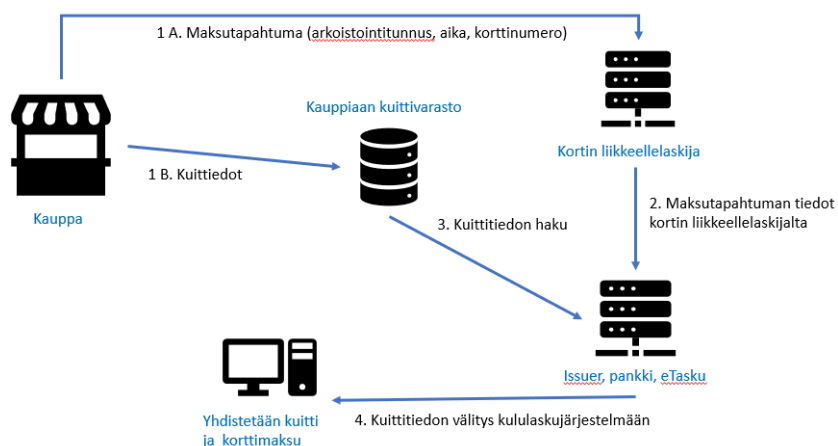 1 A. Maksutapahtuma (arkoistointitunnus, aika, korttinumero)
Kauppiaan kuittivarasto
Kortin liikkeellelaskija
1 B. Kuittiedot
Kauppa
2. Maksutapahtuman tiedot
kortin liikkeellelaskijalta
3. Kuittitiedon haku
Issuer, pankki, eTasku
Yhdistetään kuitti
ja korttimaksu
4. Kuittitiedon välitys kululaskujärjestelmään